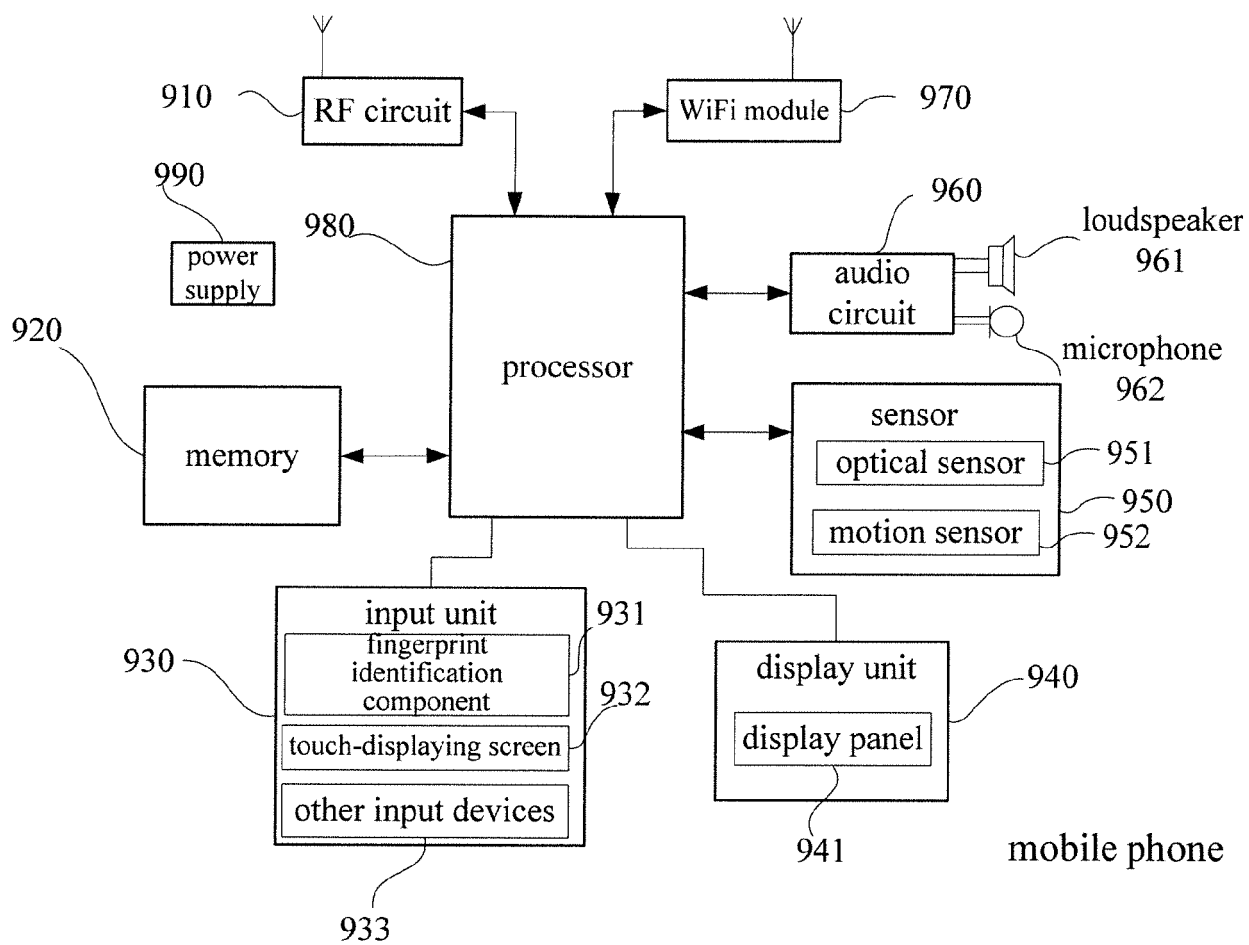 910
RF circuit
WiFi module
970
990
power
supply
980
960
audio
circuit
loudspeaker
961
microphone
962
920
memory
processor
sensor
optical sensor
951
950
motion sensor
952
input unit
931
fingerprint
identification
component
930
932
touch-displaying screen
other input devices
933
display unit
940
display panel
941
mobile phone